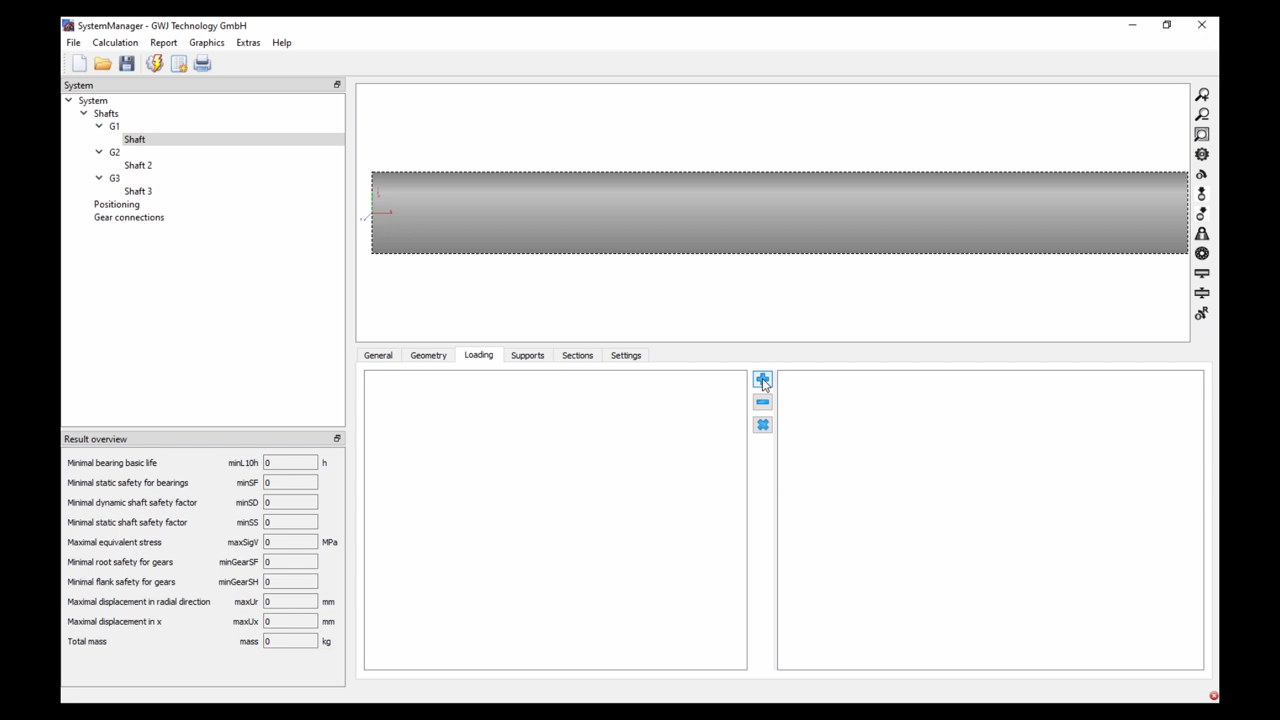 SystemManager - GWJ Technology GmbH
File Calculation Report Graphics Extras Help
System
System
Shafts
G1
Shaft
G2
Shaft 2
G3
Shaft 3
Positioning
Gear connections
General Geometry Loading Supports Sections Settings
Result overview
Minimal bearing basic life minL10h 0 h
Minimal static safety for bearings minSF 0
Minimal dynamic shaft safety factor minSD 0
Minimal static shaft safety factor minSS 0
Maximal equivalent stress maxSigV 0 MPa
Minimal root safety for gears minGearSF 0
Minimal flank safety for gears minGearSH 0
Maximal displacement in radial direction maxUr 0 mm
Maximal displacement in x maxUx 0 mm
Total mass mass 0 kg